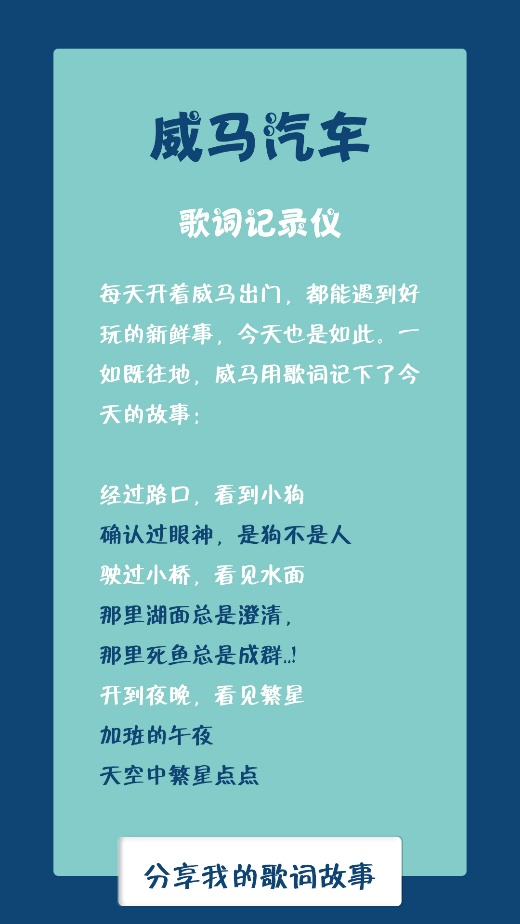 威马汽车
歌词记录仪
每天开着威马出门，都能遇到好
玩的新鲜事，今天也是如此。一
如既往地，威马用歌词记下了今
天的故事：
经过路口，看到小狗
确认过眼神，是狗不是人
驶过小桥，看见水面
那里湖面总是澄清，
那里死鱼总是成群..!
开到夜晚，看见繁星
加班的午夜
天空中繁星点点
分享我的歌词故事